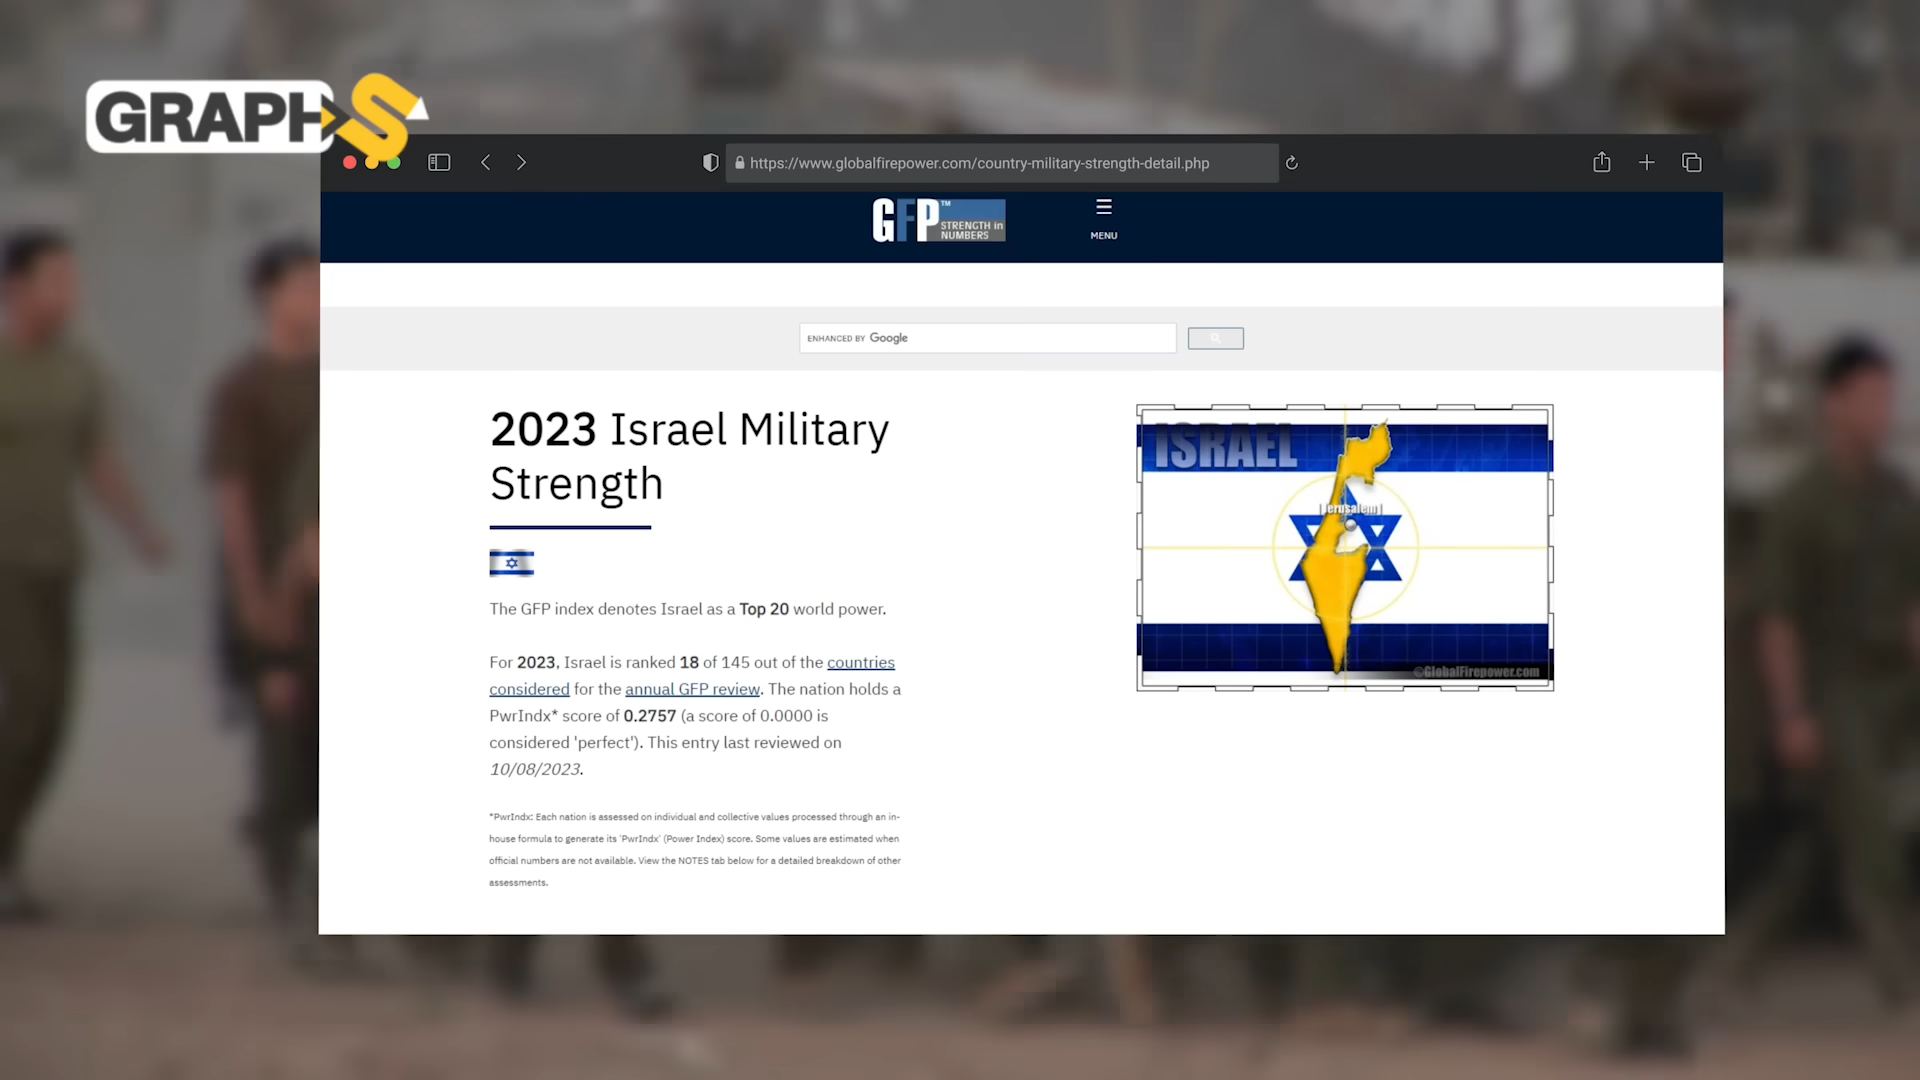 GRAPHS
https://www.globalfirepower.com/country-military-strength-detail.php
GFP™
STRENGTH in
NUMBERS
MENU
ENHANCED BY Google
2023 Israel Military
Strength
The GFP index denotes Israel as a Top 20 world power.
For 2023, Israel is ranked 18 of 145 out of the countries
considered for the annual GFP review. The nation holds a
PwrIndx* score of 0.2757 (a score of 0.0000 is
considered 'perfect'). This entry last reviewed on
10/08/2023.
*PwrIndx: Each nation is assessed on individual and collective values processed through an in-
house formula to generate its 'PwrIndx' (Power Index) score. Some values are estimated when
official numbers are not available. View the NOTES tab below for a detailed breakdown of other
assessments.
ISRAEL
[Jerusalem]
©GlobalFirepower.com